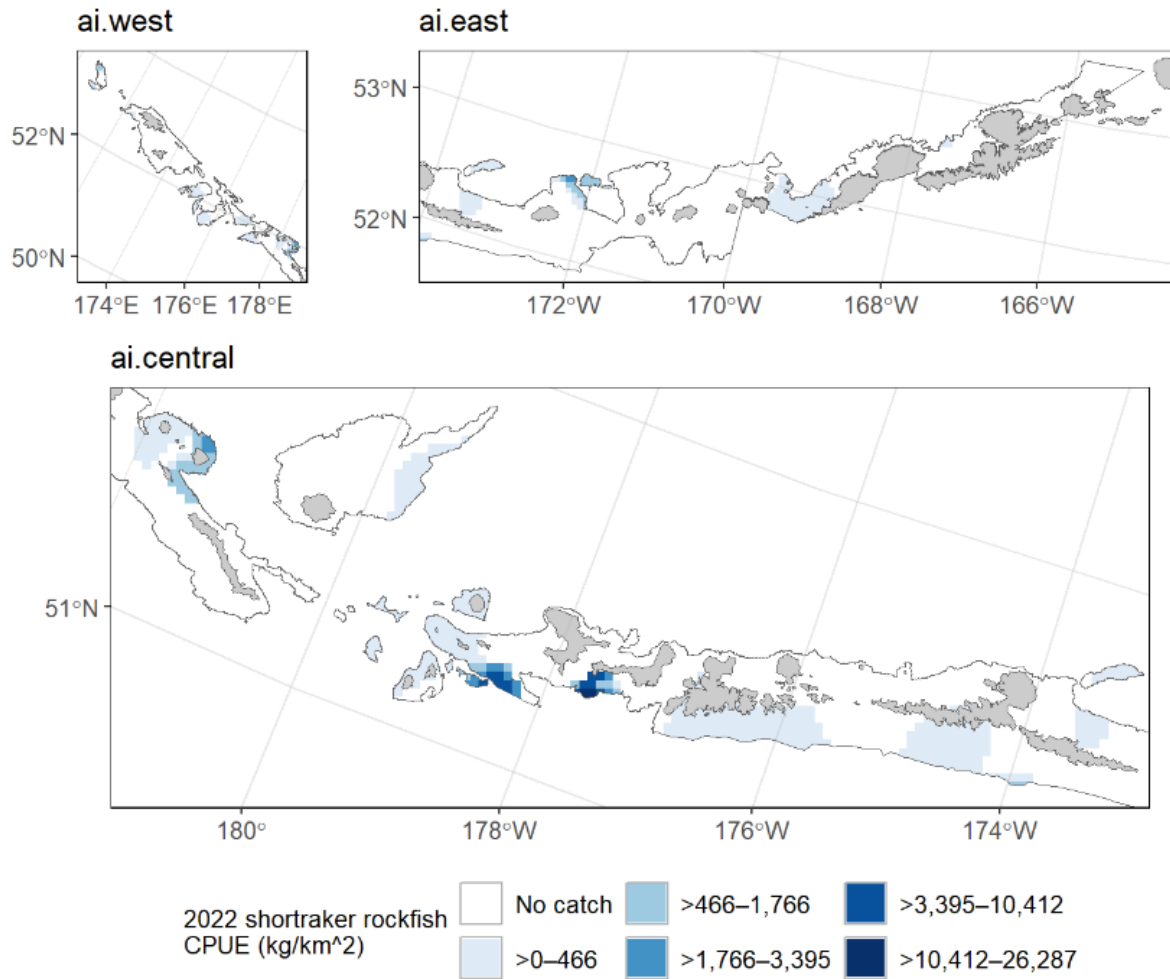 ai.west
ai.east
52°N
50°N
174°E 176°E 178°E
53°N
52°N
172°W 170°W 168°W 166°W
ai.central
51°N
180° 178°W 176°W 174°W
2022 shortraker rockfish
CPUE (kg/km^2)
No catch
>0–466
>466–1,766
>1,766–3,395
>3,395–10,412
>10,412–26,287